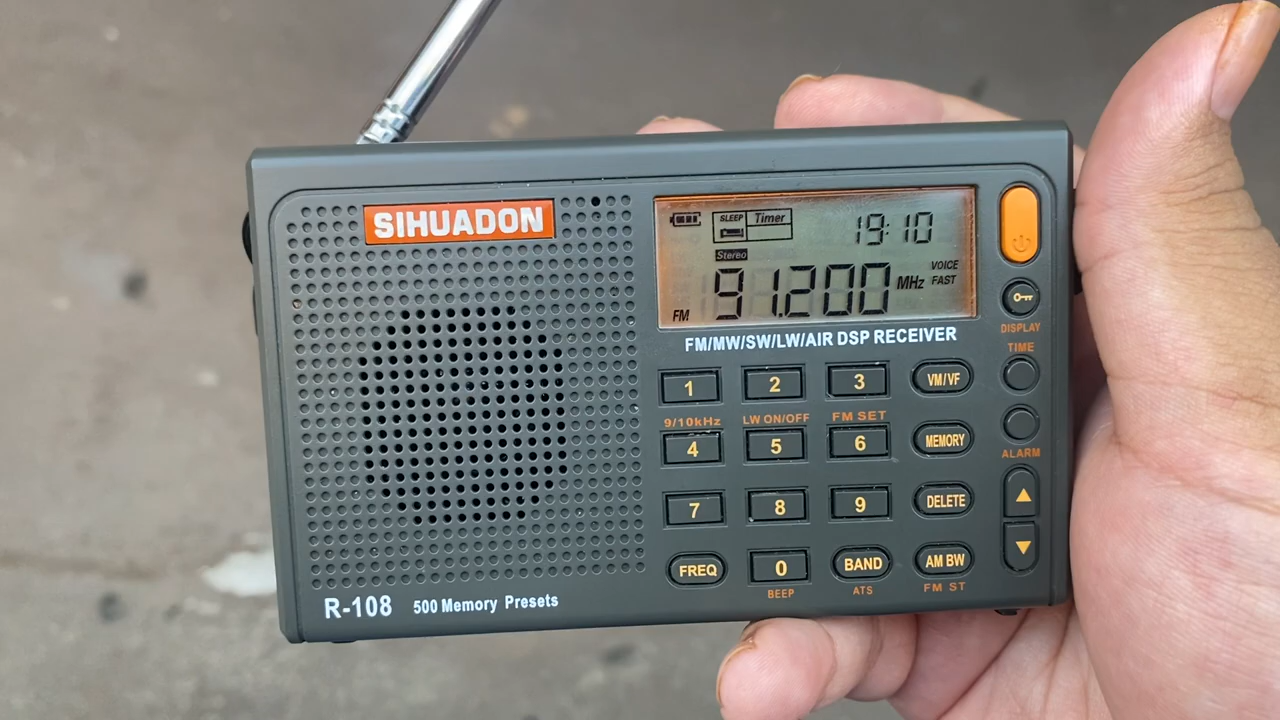 SIHUADON
SLEEP Timer
19:10
Stereo
FM 91.200 MHz
VOICE
FAST
FM/MW/SW/LW/AIR DSP RECEIVER
DISPLAY
TIME
1 2 3 VM/VF
9/10kHz LW ON/OFF FM SET
4 5 6 MEMORY
ALARM
7 8 9 DELETE
FREQ 0 BAND AM BW
BEEP ATS FM ST
R-108 500 Memory Presets